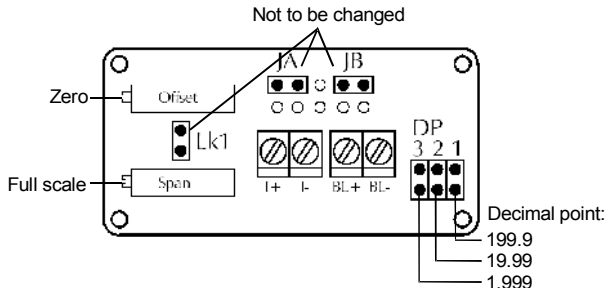 Not to be changed
JA JB
Zero
Offset
Lk1
DP
3 2 1
Full scale
Span
I+ I- BL+ BL-
Decimal point:
199.9
19.99
1.999